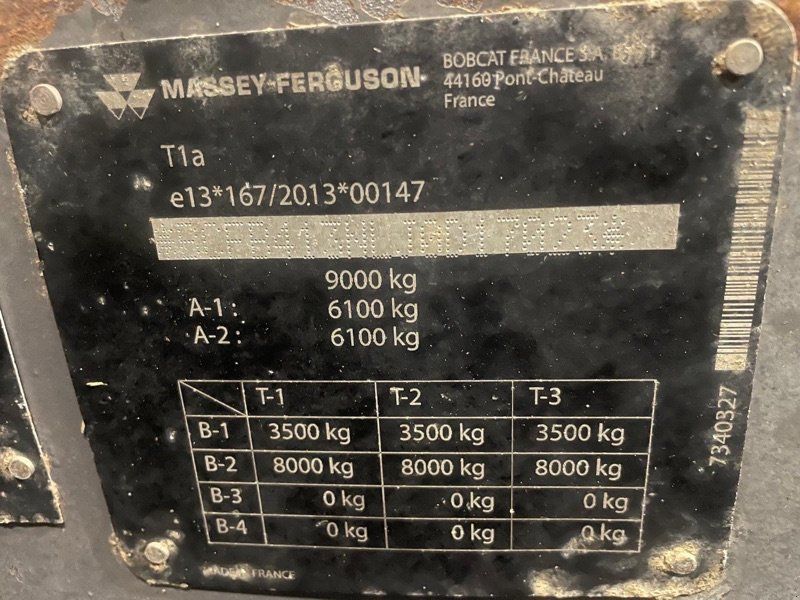 MASSEY-FERGUSON
BOBCAT FRANCE S.A.
44160 Pont-Château
France
T1a
e13*167/2013*00147
9000 kg
A-1: 6100 kg
A-2: 6100 kg
T-1 T-2 T-3
B-1 3500 kg 3500 kg 3500 kg
B-2 8000 kg 8000 kg 8000 kg
B-3 0 kg 0 kg 0 kg
B-4 0 kg 0 kg 0 kg
MADE IN FRANCE
7340327